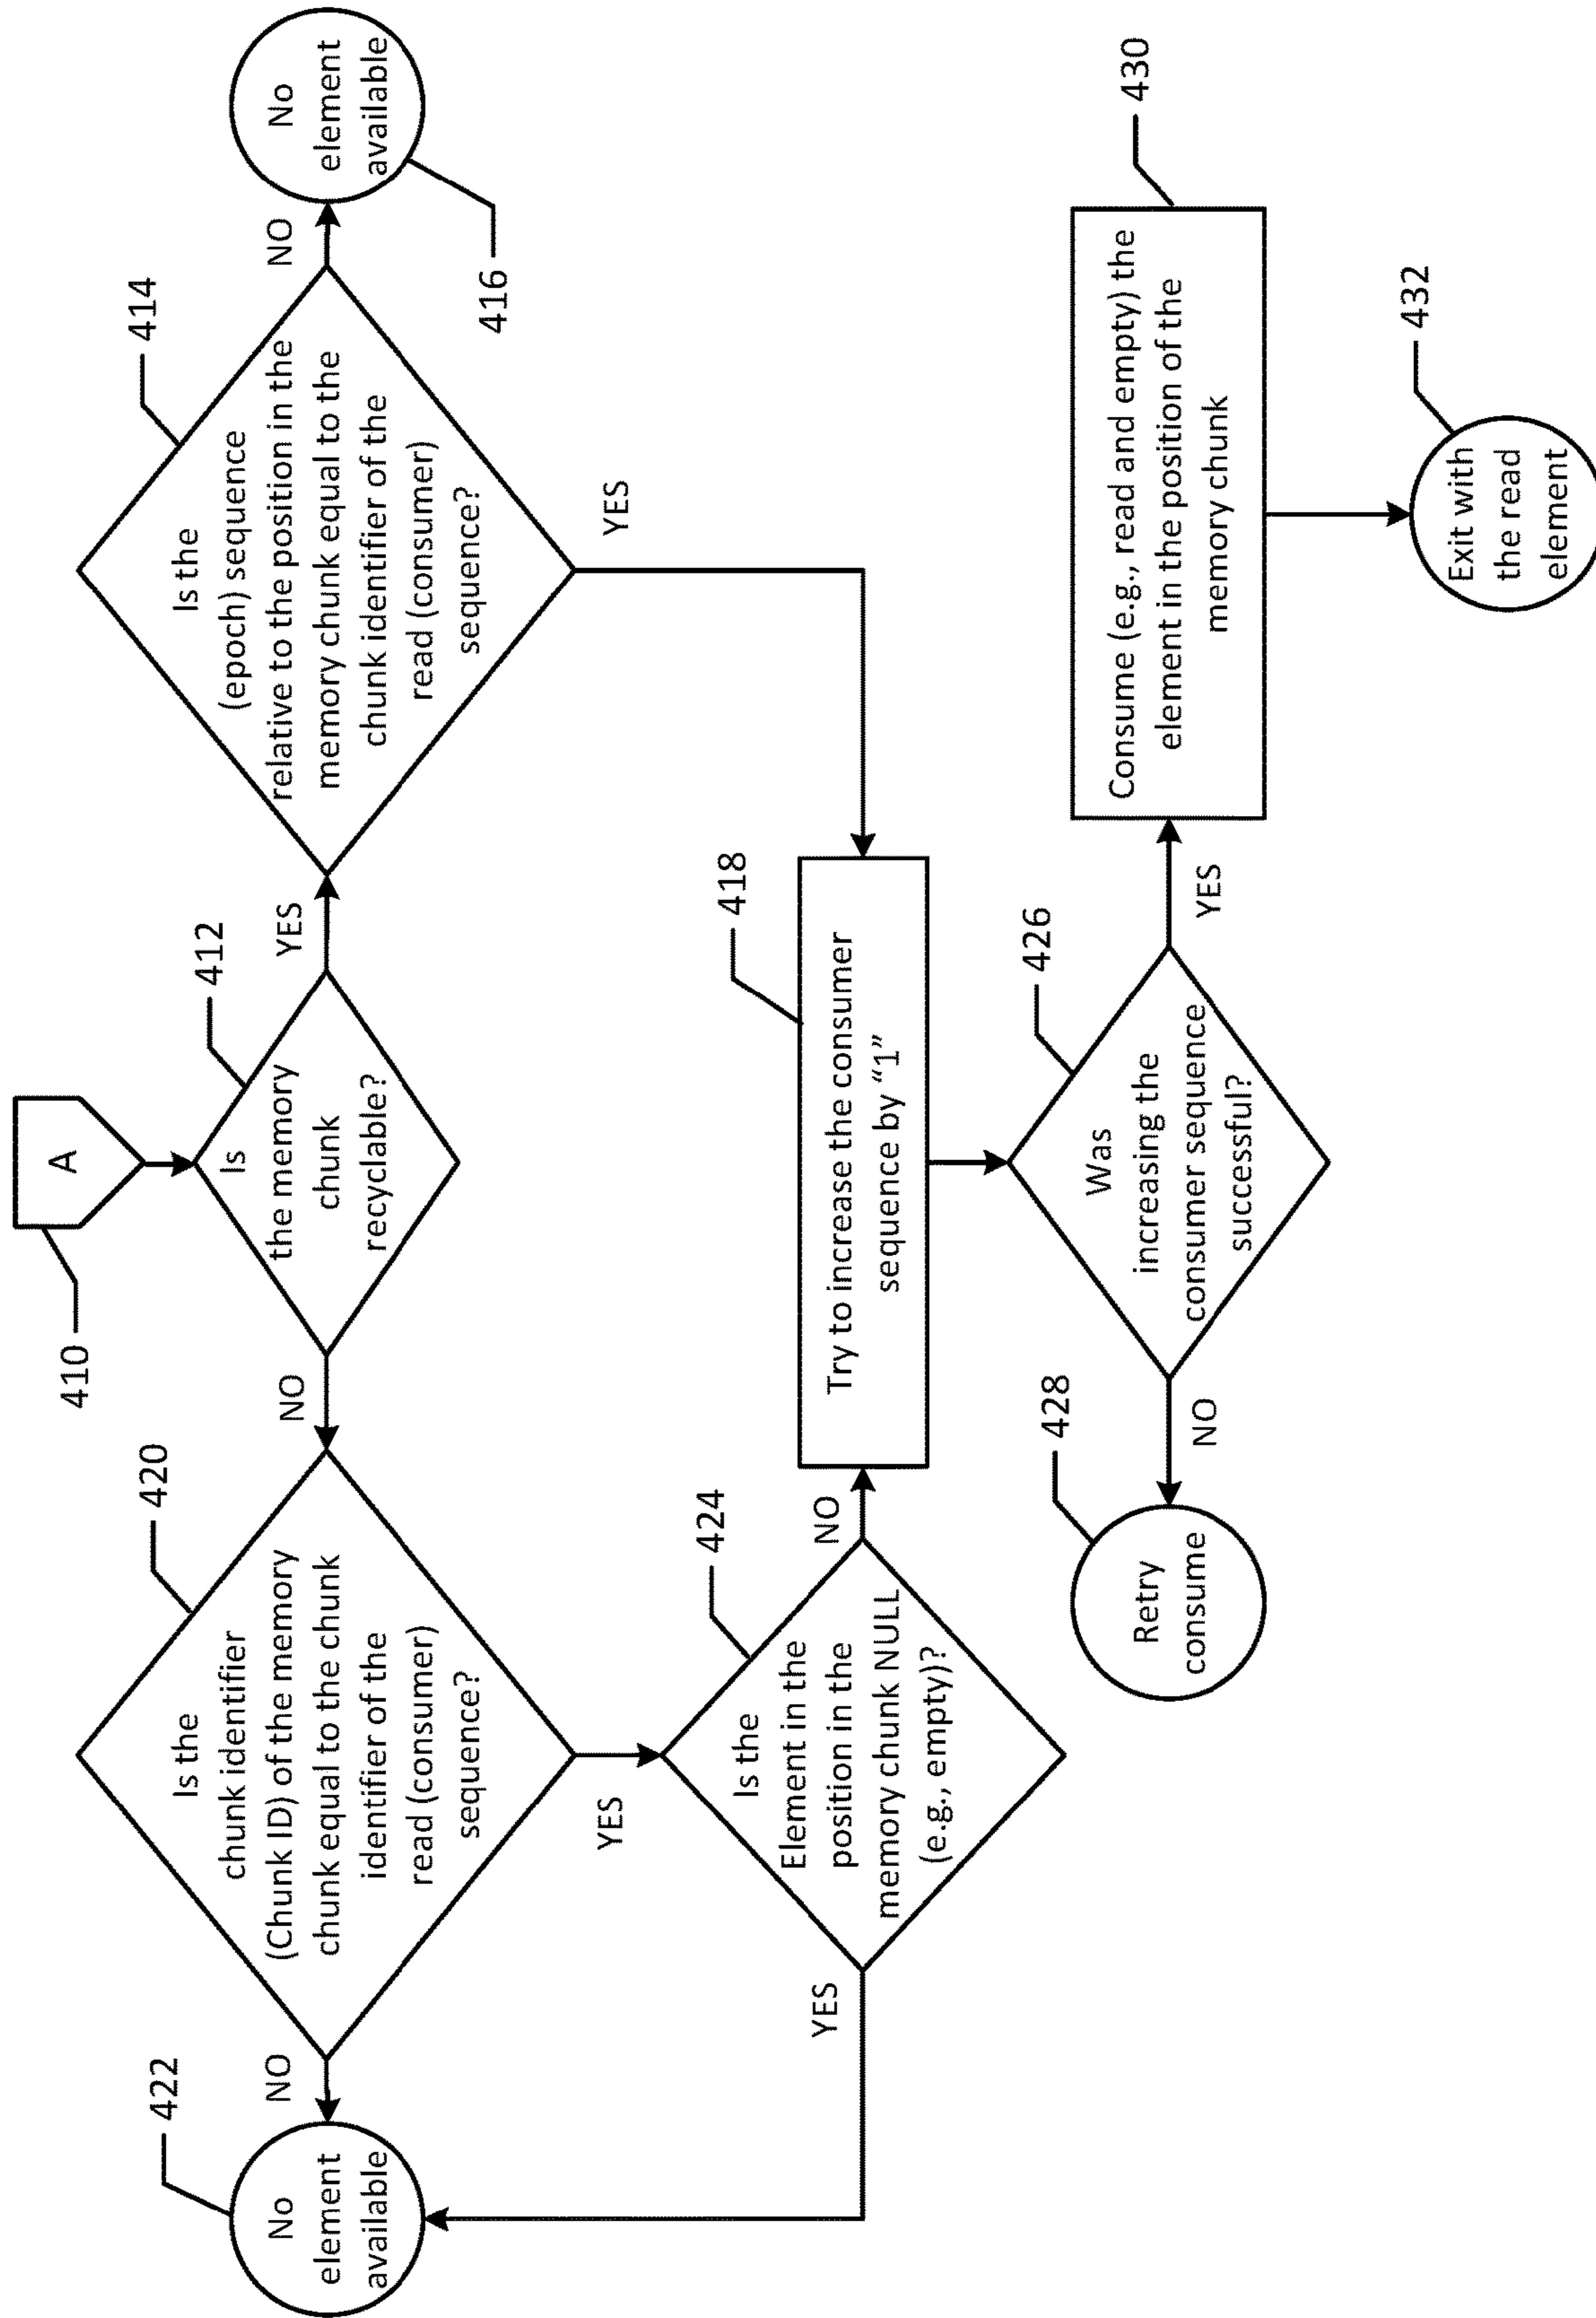 A
410
Is
the memory
chunk
recyclable?
412
YES
NO
Is the
(epoch) sequence
relative to the position in the
memory chunk equal to the
chunk identifier of the
read (consumer)
sequence?
414
NO
No
element
available
416
YES
Is the
chunk identifier
(Chunk ID) of the memory
chunk equal to the chunk
identifier of the
read (consumer)
sequence?
420
NO
No
element
available
422
YES
Is the
Element in the
position in the
memory chunk NULL
(e.g., empty)?
424
YES
NO
Try to increase the consumer
sequence by “1”
418
Was
increasing the
consumer sequence
successful?
426
NO
Retry
consume
428
YES
Consume (e.g., read and empty) the
element in the position of the
memory chunk
430
Exit with
the read
element
432